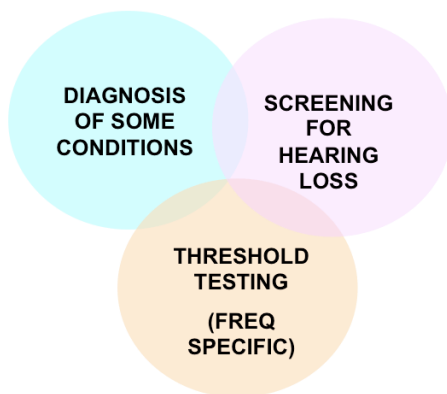 DIAGNOSIS
OF SOME
CONDITIONS
SCREENING
FOR
HEARING
LOSS
THRESHOLD
TESTING
(FREQ
SPECIFIC)